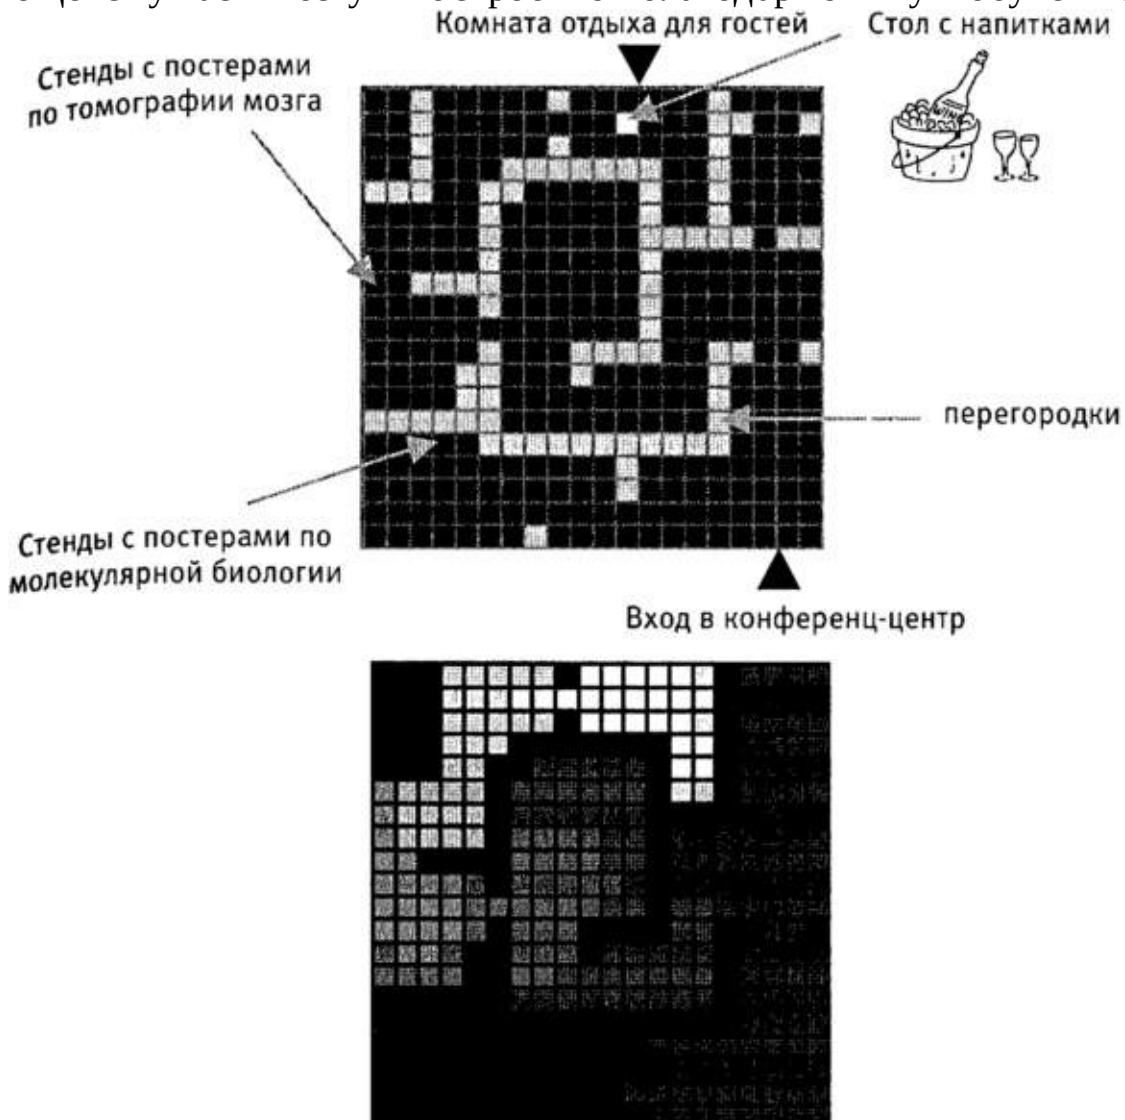 Комната отдыха для гостей
Стол с напитками
Стенды с постерами
по томографии мозга
перегородки
Стенды с постерами по
молекулярной биологии
Вход в конференц-центр